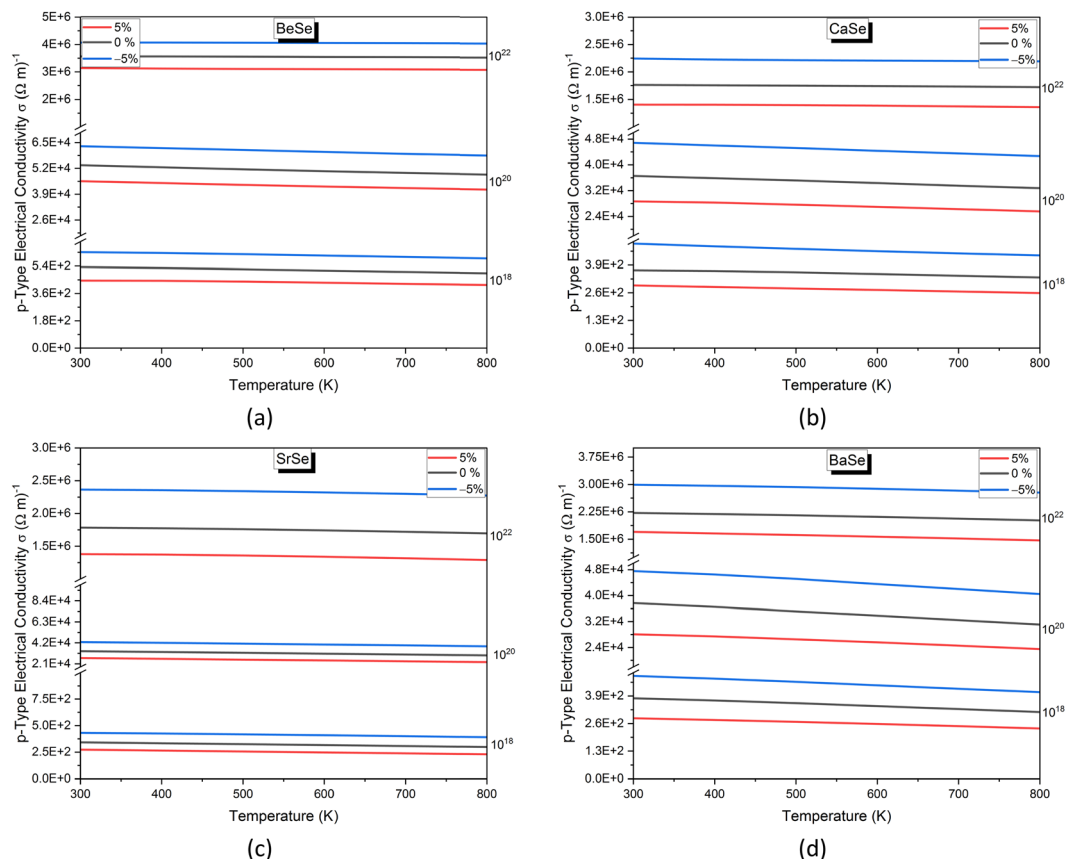 BeSe
5%
0 %
−5%
p-Type Electrical Conductivity σ (Ω m)⁻¹
5E+6
4E+6
3E+6
2E+6
6.5E+4
5.2E+4
3.9E+4
2.6E+4
5.4E+2
3.6E+2
1.8E+2
0.0E+0
10²²
10²⁰
10¹⁸
300 400 500 600 700 800
Temperature (K)
(a)
CaSe
5%
0 %
−5%
p-Type Electrical Conductivity σ (Ω m)⁻¹
3.0E+6
2.2E+6
2.2E+6
1.5E+6
4.8E+4
4.0E+4
3.2E+4
2.4E+4
3.9E+2
2.6E+2
1.3E+2
0.0E+0
10²²
10²⁰
10¹⁸
300 400 500 600 700 800
Temperature (K)
(b)
SrSe
5%
0 %
−5%
p-Type Electrical Conductivity σ (Ω m)⁻¹
3.0E+6
2.5E+6
2.0E+6
1.5E+6
8.4E+4
6.3E+4
4.2E+4
2.1E+4
7.5E+2
5.0E+2
2.5E+2
0.0E+0
10²²
10²⁰
10¹⁸
300 400 500 600 700 800
Temperature (K)
(c)
BaSe
5%
0 %
−5%
p-Type Electrical Conductivity σ (Ω m)⁻¹
3.75E+6
3.00E+6
2.25E+6
1.50E+6
4.8E+4
4.0E+4
3.2E+4
2.4E+4
3.9E+2
2.6E+2
1.3E+2
0.0E+0
10²²
10²⁰
10¹⁸
300 400 500 600 700 800
Temperature (K)
(d)